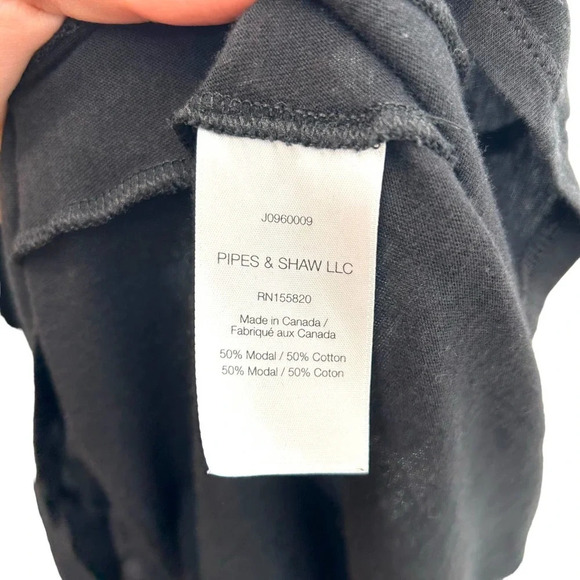 J0960009
PIPES & SHAW LLC
RN155820
Made in Canada /
Fabriqué aux Canada
50% Modal / 50% Cotton
50% Modal / 50% Coton